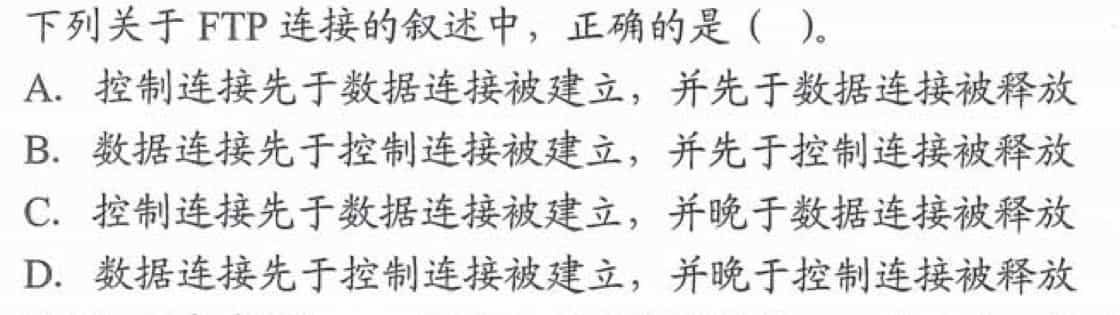 下列关于 FTP 连接的叙述中，正确的是（ ）。
A. 控制连接先于数据连接被建立，并先于数据连接被释放
B. 数据连接先于控制连接被建立，并先于控制连接被释放
C. 控制连接先于数据连接被建立，并晚于数据连接被释放
D. 数据连接先于控制连接被建立，并晚于控制连接被释放